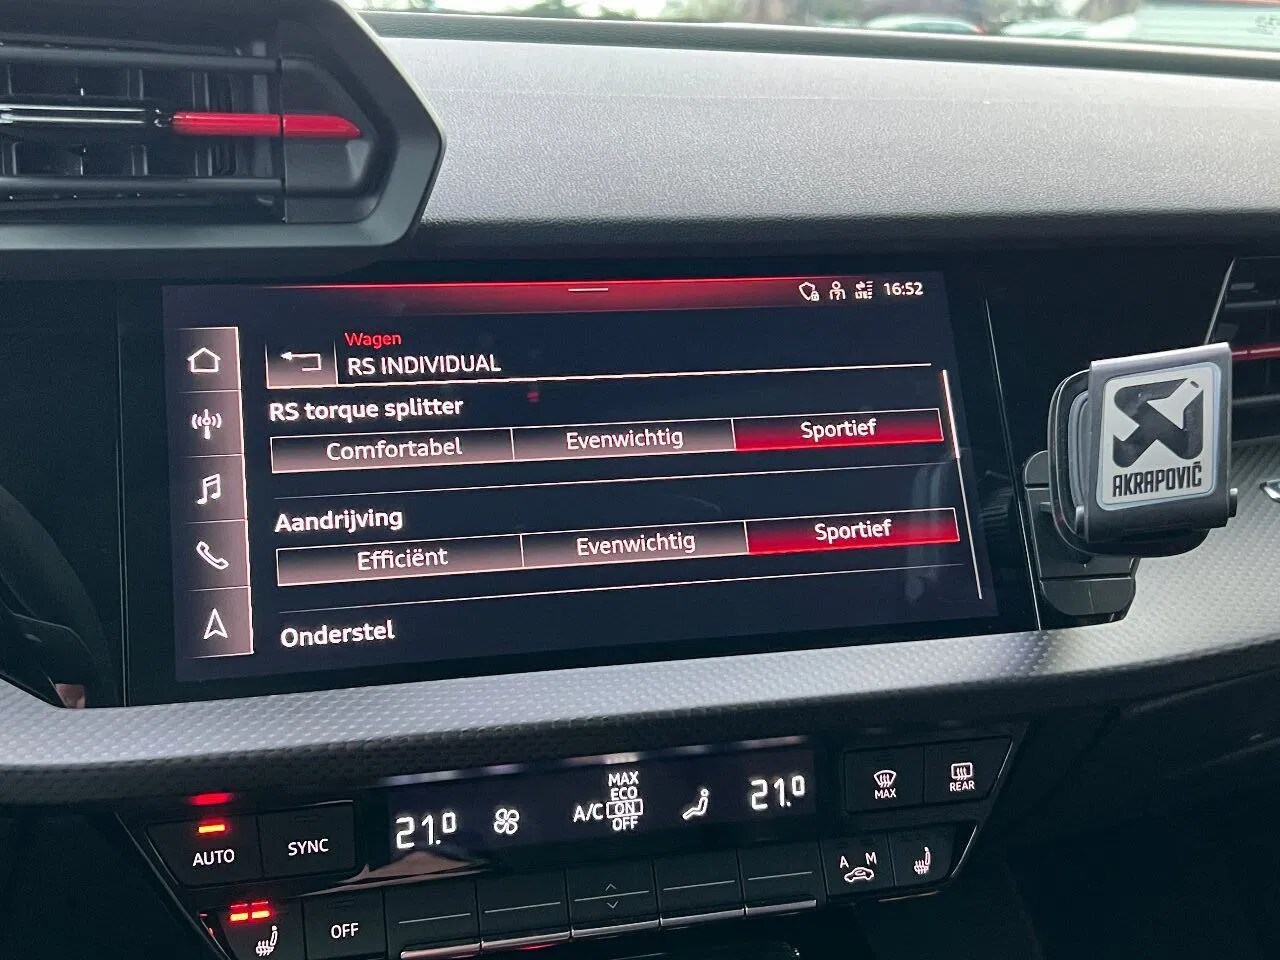 16:52
Wagen
RS INDIVIDUAL
RS torque splitter
Comfortabel Evenwichtig Sportief
Aandrijving
Efficiënt Evenwichtig Sportief
Onderstel
AKRAPOVIČ
21.0 A/C MAX
ECO
ON
OFF 21.0
MAX REAR
AUTO SYNC
A M
OFF